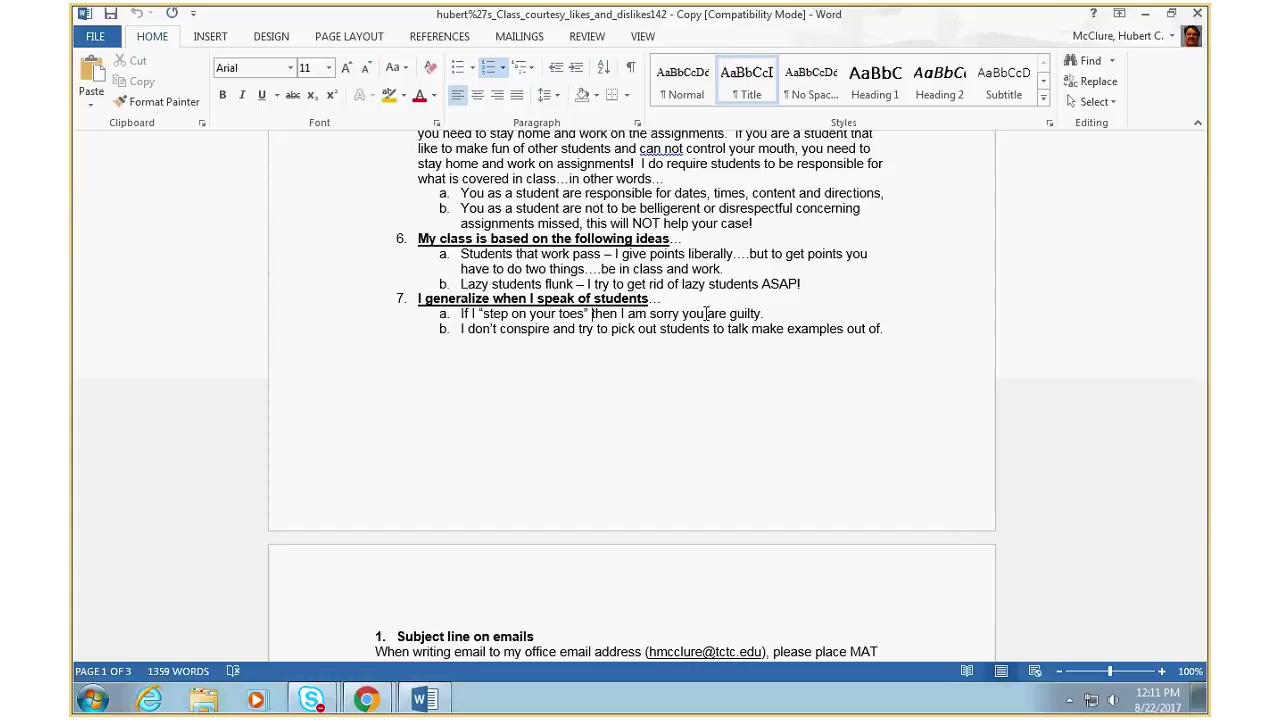 hubert%27s_Class_courtesy_likes_and_dislikes142 - Copy [Compatibility Mode] - Word
FILE HOME INSERT DESIGN PAGE LAYOUT REFERENCES MAILINGS REVIEW VIEW McClure, Hubert C.
Cut
Copy
Paste
Format Painter
Arial 11
AaBbCcDc AaBbCcI AaBbCcDc AaBbC AaBbC AaBbCcD
¶ Normal ¶ Title ¶ No Spac... Heading 1 Heading 2 Subtitle
Find
Replace
Select
Clipboard Font Paragraph Styles Editing
you need to stay home and work on the assignments. If you are a student that
like to make fun of other students and can not control your mouth, you need to
stay home and work on assignments! I do require students to be responsible for
what is covered in class…in other words…
a. You as a student are responsible for dates, times, content and directions,
b. You as a student are not to be belligerent or disrespectful concerning
assignments missed, this will NOT help your case!
6. My class is based on the following ideas…
a. Students that work pass – I give points liberally….but to get points you
have to do two things….be in class and work.
b. Lazy students flunk – I try to get rid of lazy students ASAP!
7. I generalize when I speak of students…
a. If I “step on your toes” then I am sorry you are guilty.
b. I don’t conspire and try to pick out students to talk make examples out of.
1. Subject line on emails
When writing email to my office email address (hmcclure@tctc.edu), please place MAT
PAGE 1 OF 3 1359 WORDS 100%
12:11 PM
8/22/2017